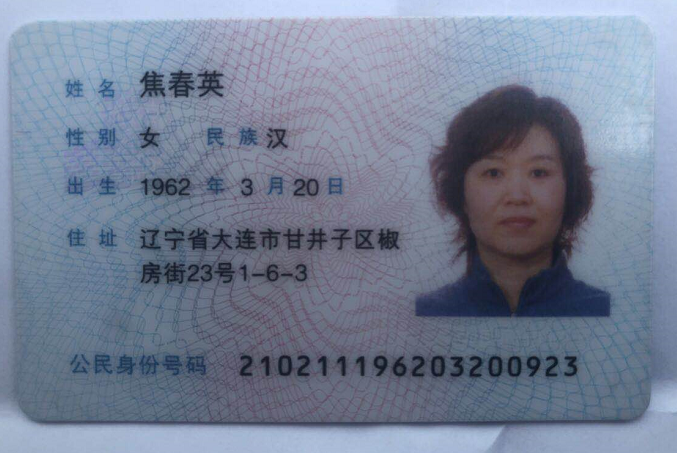 姓名 焦春英
性别 女 民族 汉
出生 1962 年 3 月 20 日
住址 辽宁省大连市甘井子区椒
房街23号1-6-3
公民身份号码 210211196203200923